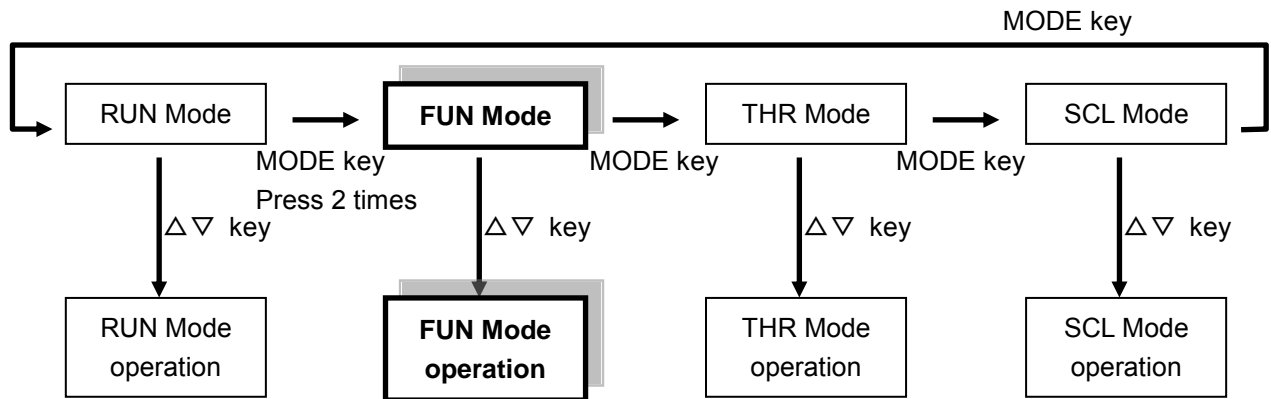 MODE key
RUN Mode
FUN Mode
THR Mode
SCL Mode
MODE key
Press 2 times
MODE key
MODE key
△▽ key
△▽ key
△▽ key
△▽ key
RUN Mode
operation
FUN Mode
operation
THR Mode
operation
SCL Mode
operation